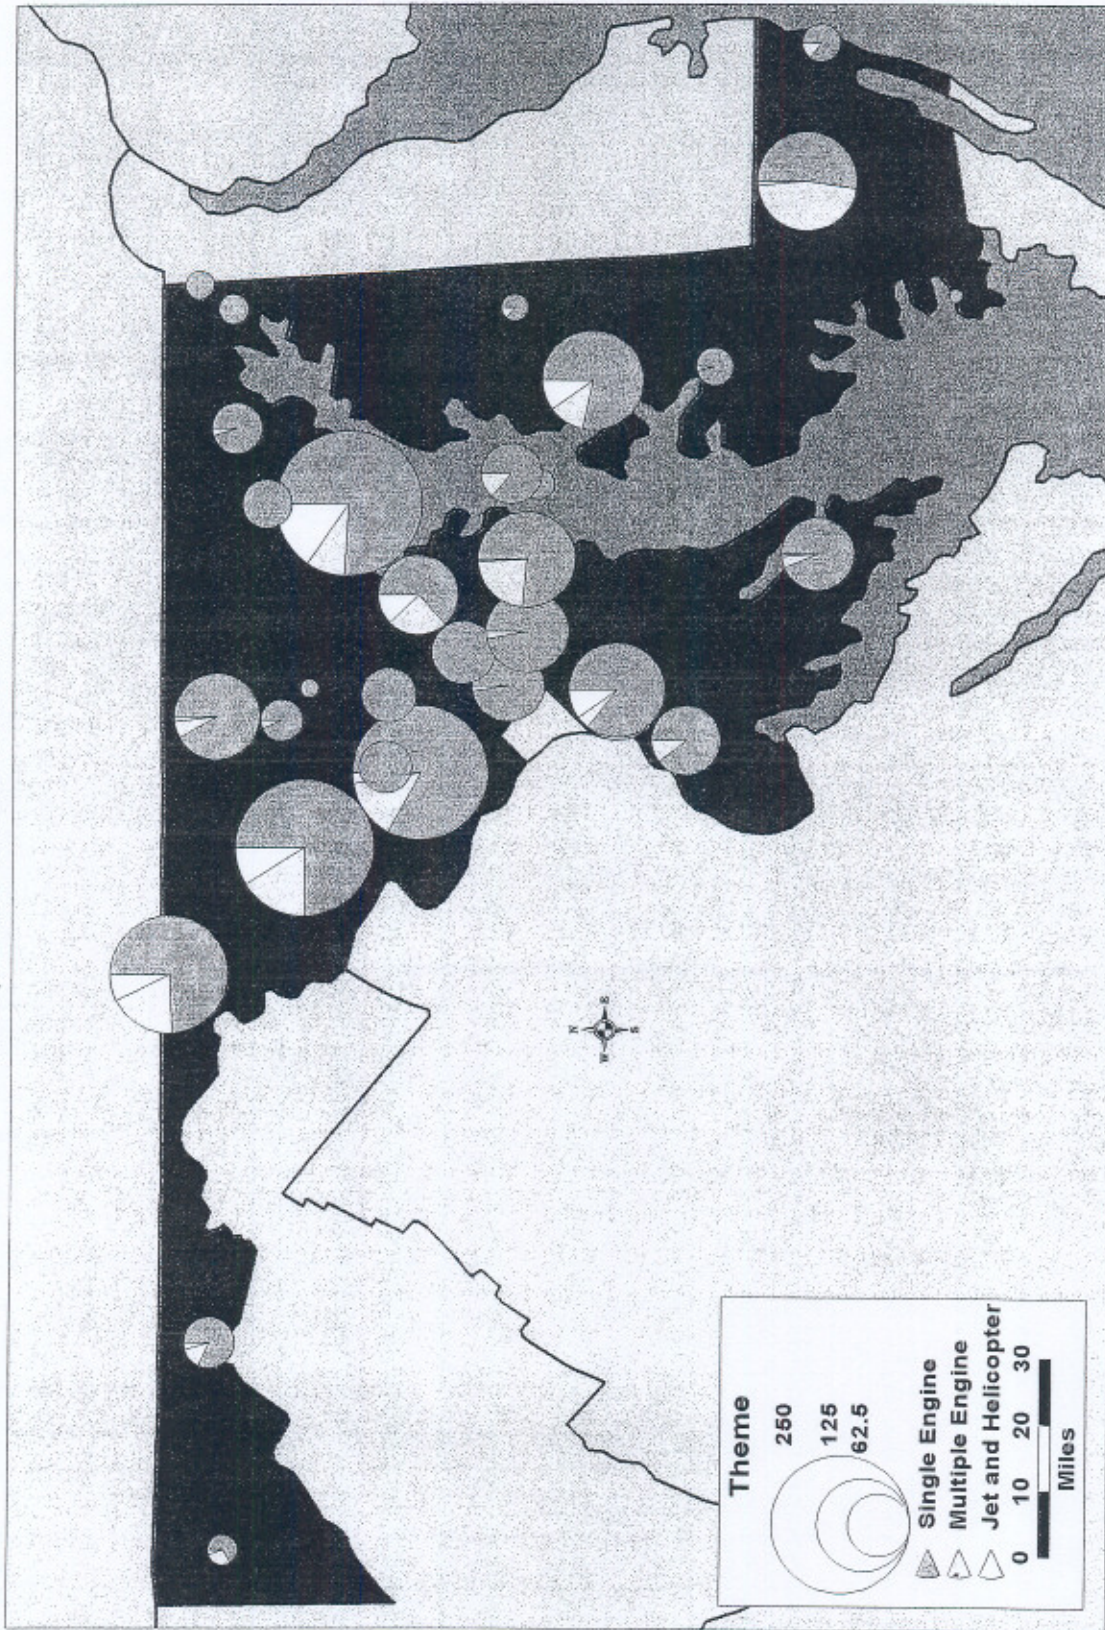 N
W
E
S
Theme
250
125
62.5
Single Engine
Multiple Engine
Jet and Helicopter
0 10 20 30
Miles